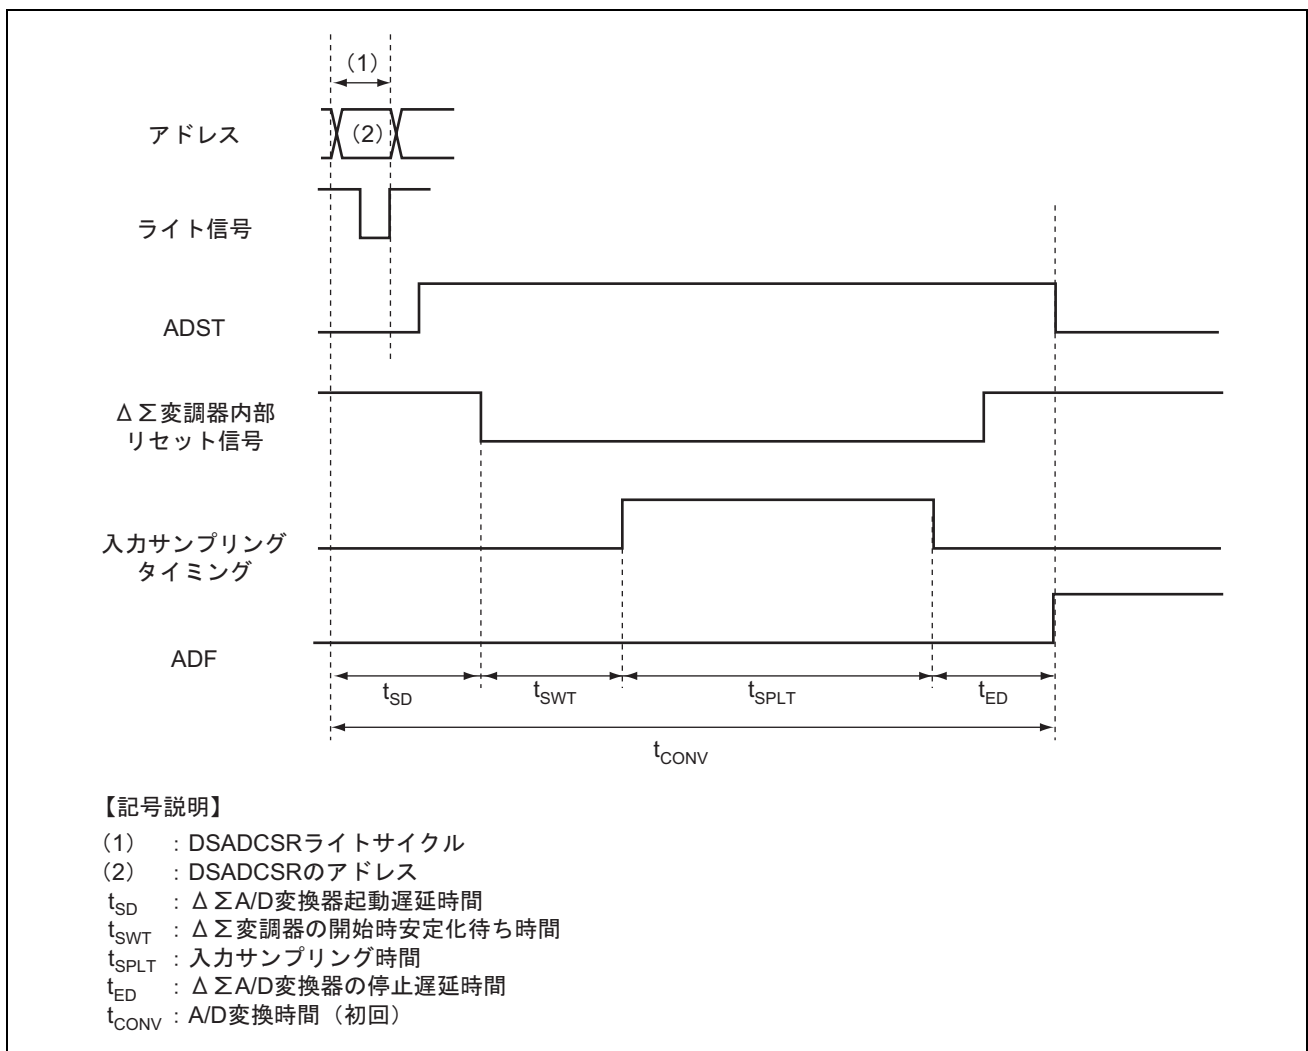 （1）
アドレス
（2）
ライト信号
ADST
ΔΣ変調器内部
リセット信号
入力サンプリング
タイミング
ADF
tSD
tSWT
tSPLT
tED
tCONV
【記号説明】
（1） : DSADCSRライトサイクル
（2） : DSADCSRのアドレス
tSD : ΔΣA/D変換器起動遅延時間
tSWT : ΔΣ変調器の開始時安定化待ち時間
tSPLT : 入力サンプリング時間
tED : ΔΣA/D変換器の停止遅延時間
tCONV : A/D変換時間（初回）